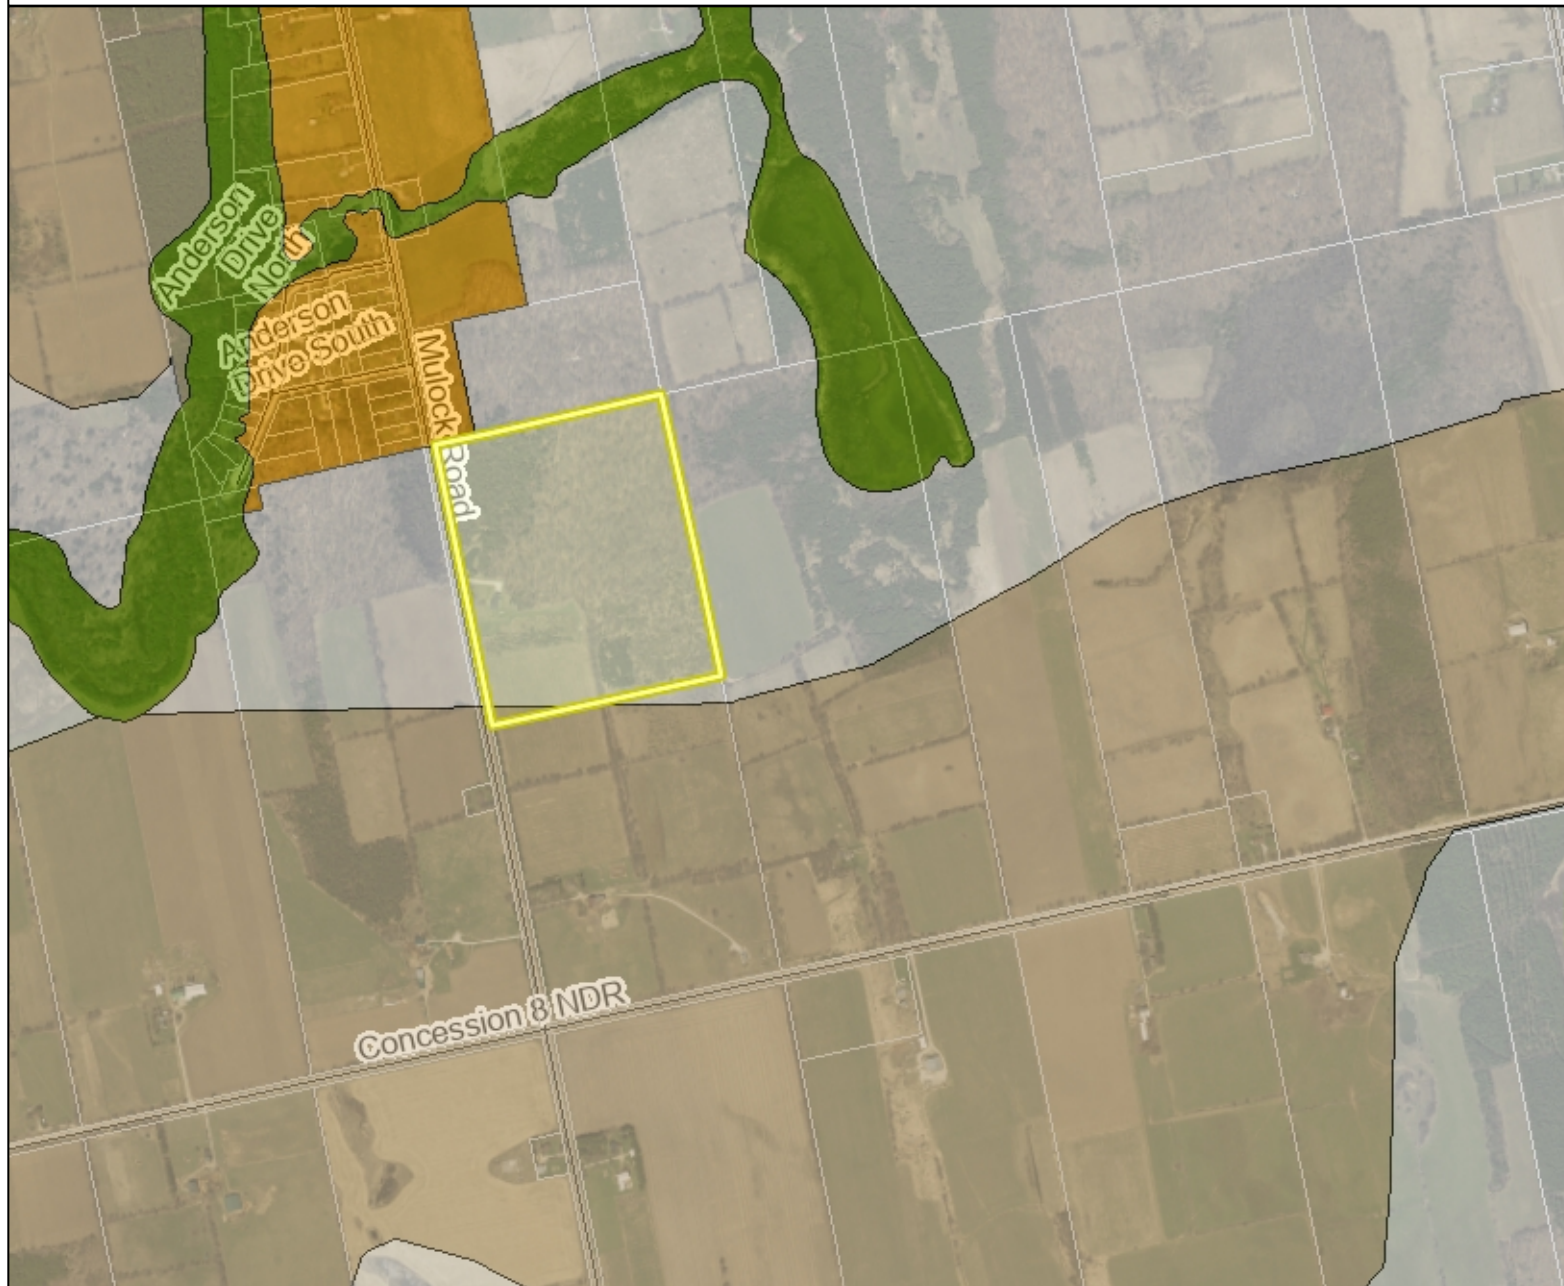 Anderson
Drive
North
Anderson
Drive South
Mulock Road
Concession 8 NDR